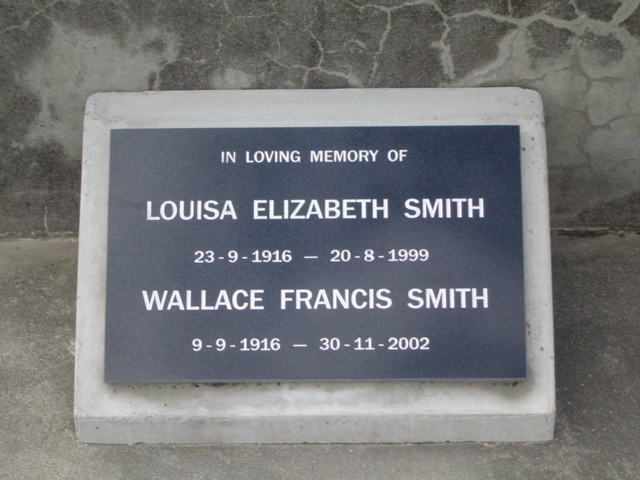 IN LOVING MEMORY OF
LOUISA ELIZABETH SMITH
23-9-1916 — 20-8-1999
WALLACE FRANCIS SMITH
9-9-1916 — 30-11-2002